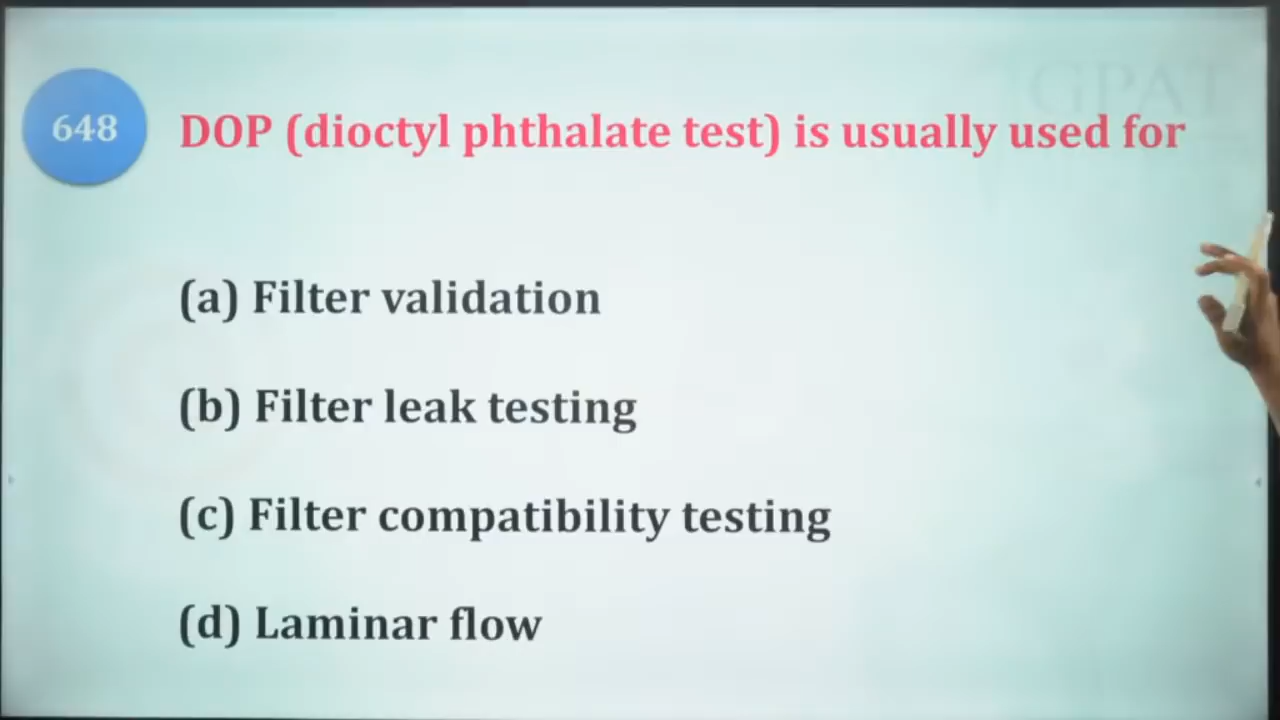 GPAT
648
DOP (dioctyl phthalate test) is usually used for
(a) Filter validation
(b) Filter leak testing
(c) Filter compatibility testing
(d) Laminar flow